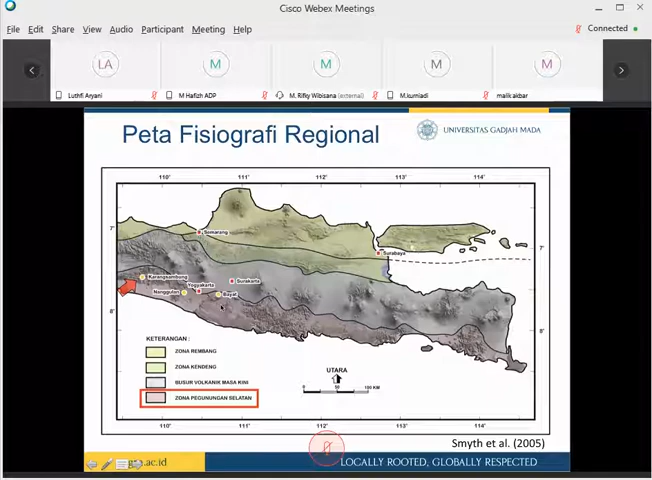 Cisco Webex Meetings
File Edit Share View Audio Participant Meeting Help
Connected
LA M M M M
Luthfi Aryani M Hafizh ADP M. Rifky Wibisana (external) M.kurniadi malik.akbar
Peta Fisiografi Regional
UNIVERSITAS GADJAH MADA
110° 111° 112° 113°
Semarang
7°
Surabaya
7°
Karangsambung
Surakarta
Yogyakarta
Nanggulan
Bayat
8°
8°
KETERANGAN :
ZONA REMBANG
ZONA KENDENG
BUSUR VOLKANIK MASA KINI
ZONA PEGUNUNGAN SELATAN
UTARA
0 50 100 KM
110° 111° 112° 113°
Smyth et al. (2005)
.ac.id
LOCALLY ROOTED, GLOBALLY RESPECTED